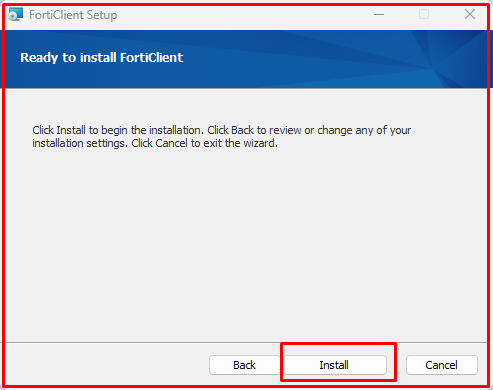 FortiClient Setup
Ready to install FortiClient
Click Install to begin the installation. Click Back to review or change any of your
installation settings. Click Cancel to exit the wizard.
Back Install Cancel